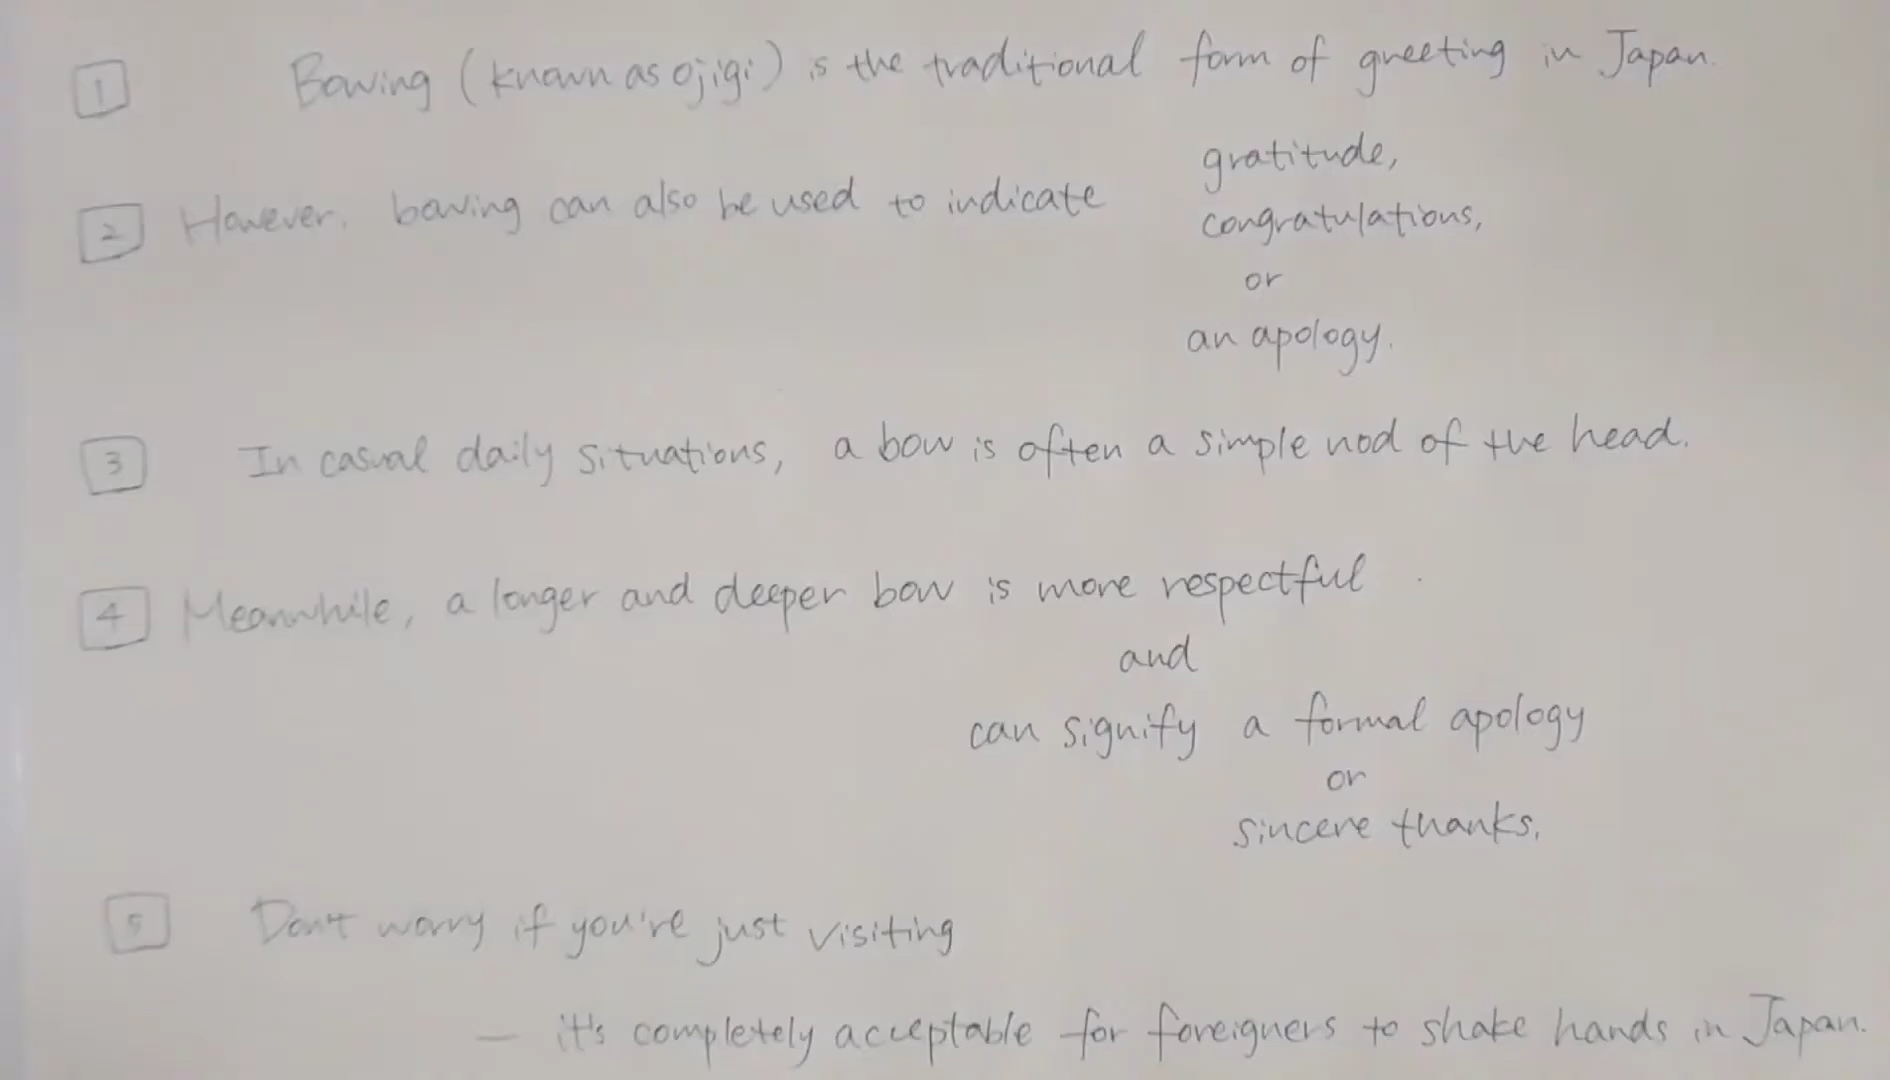 1 Bowing (known as ojigi) is the traditional form of greeting in Japan.
2 However, bowing can also be used to indicate
gratitude,
congratulations,
or
an apology.
3 In casual daily situations, a bow is often a simple nod of the head.
4 Meanwhile, a longer and deeper bow is more respectful
and
can signify a formal apology
or
sincere thanks.
5 Don't worry if you're just visiting
— it's completely acceptable for foreigners to shake hands in Japan.